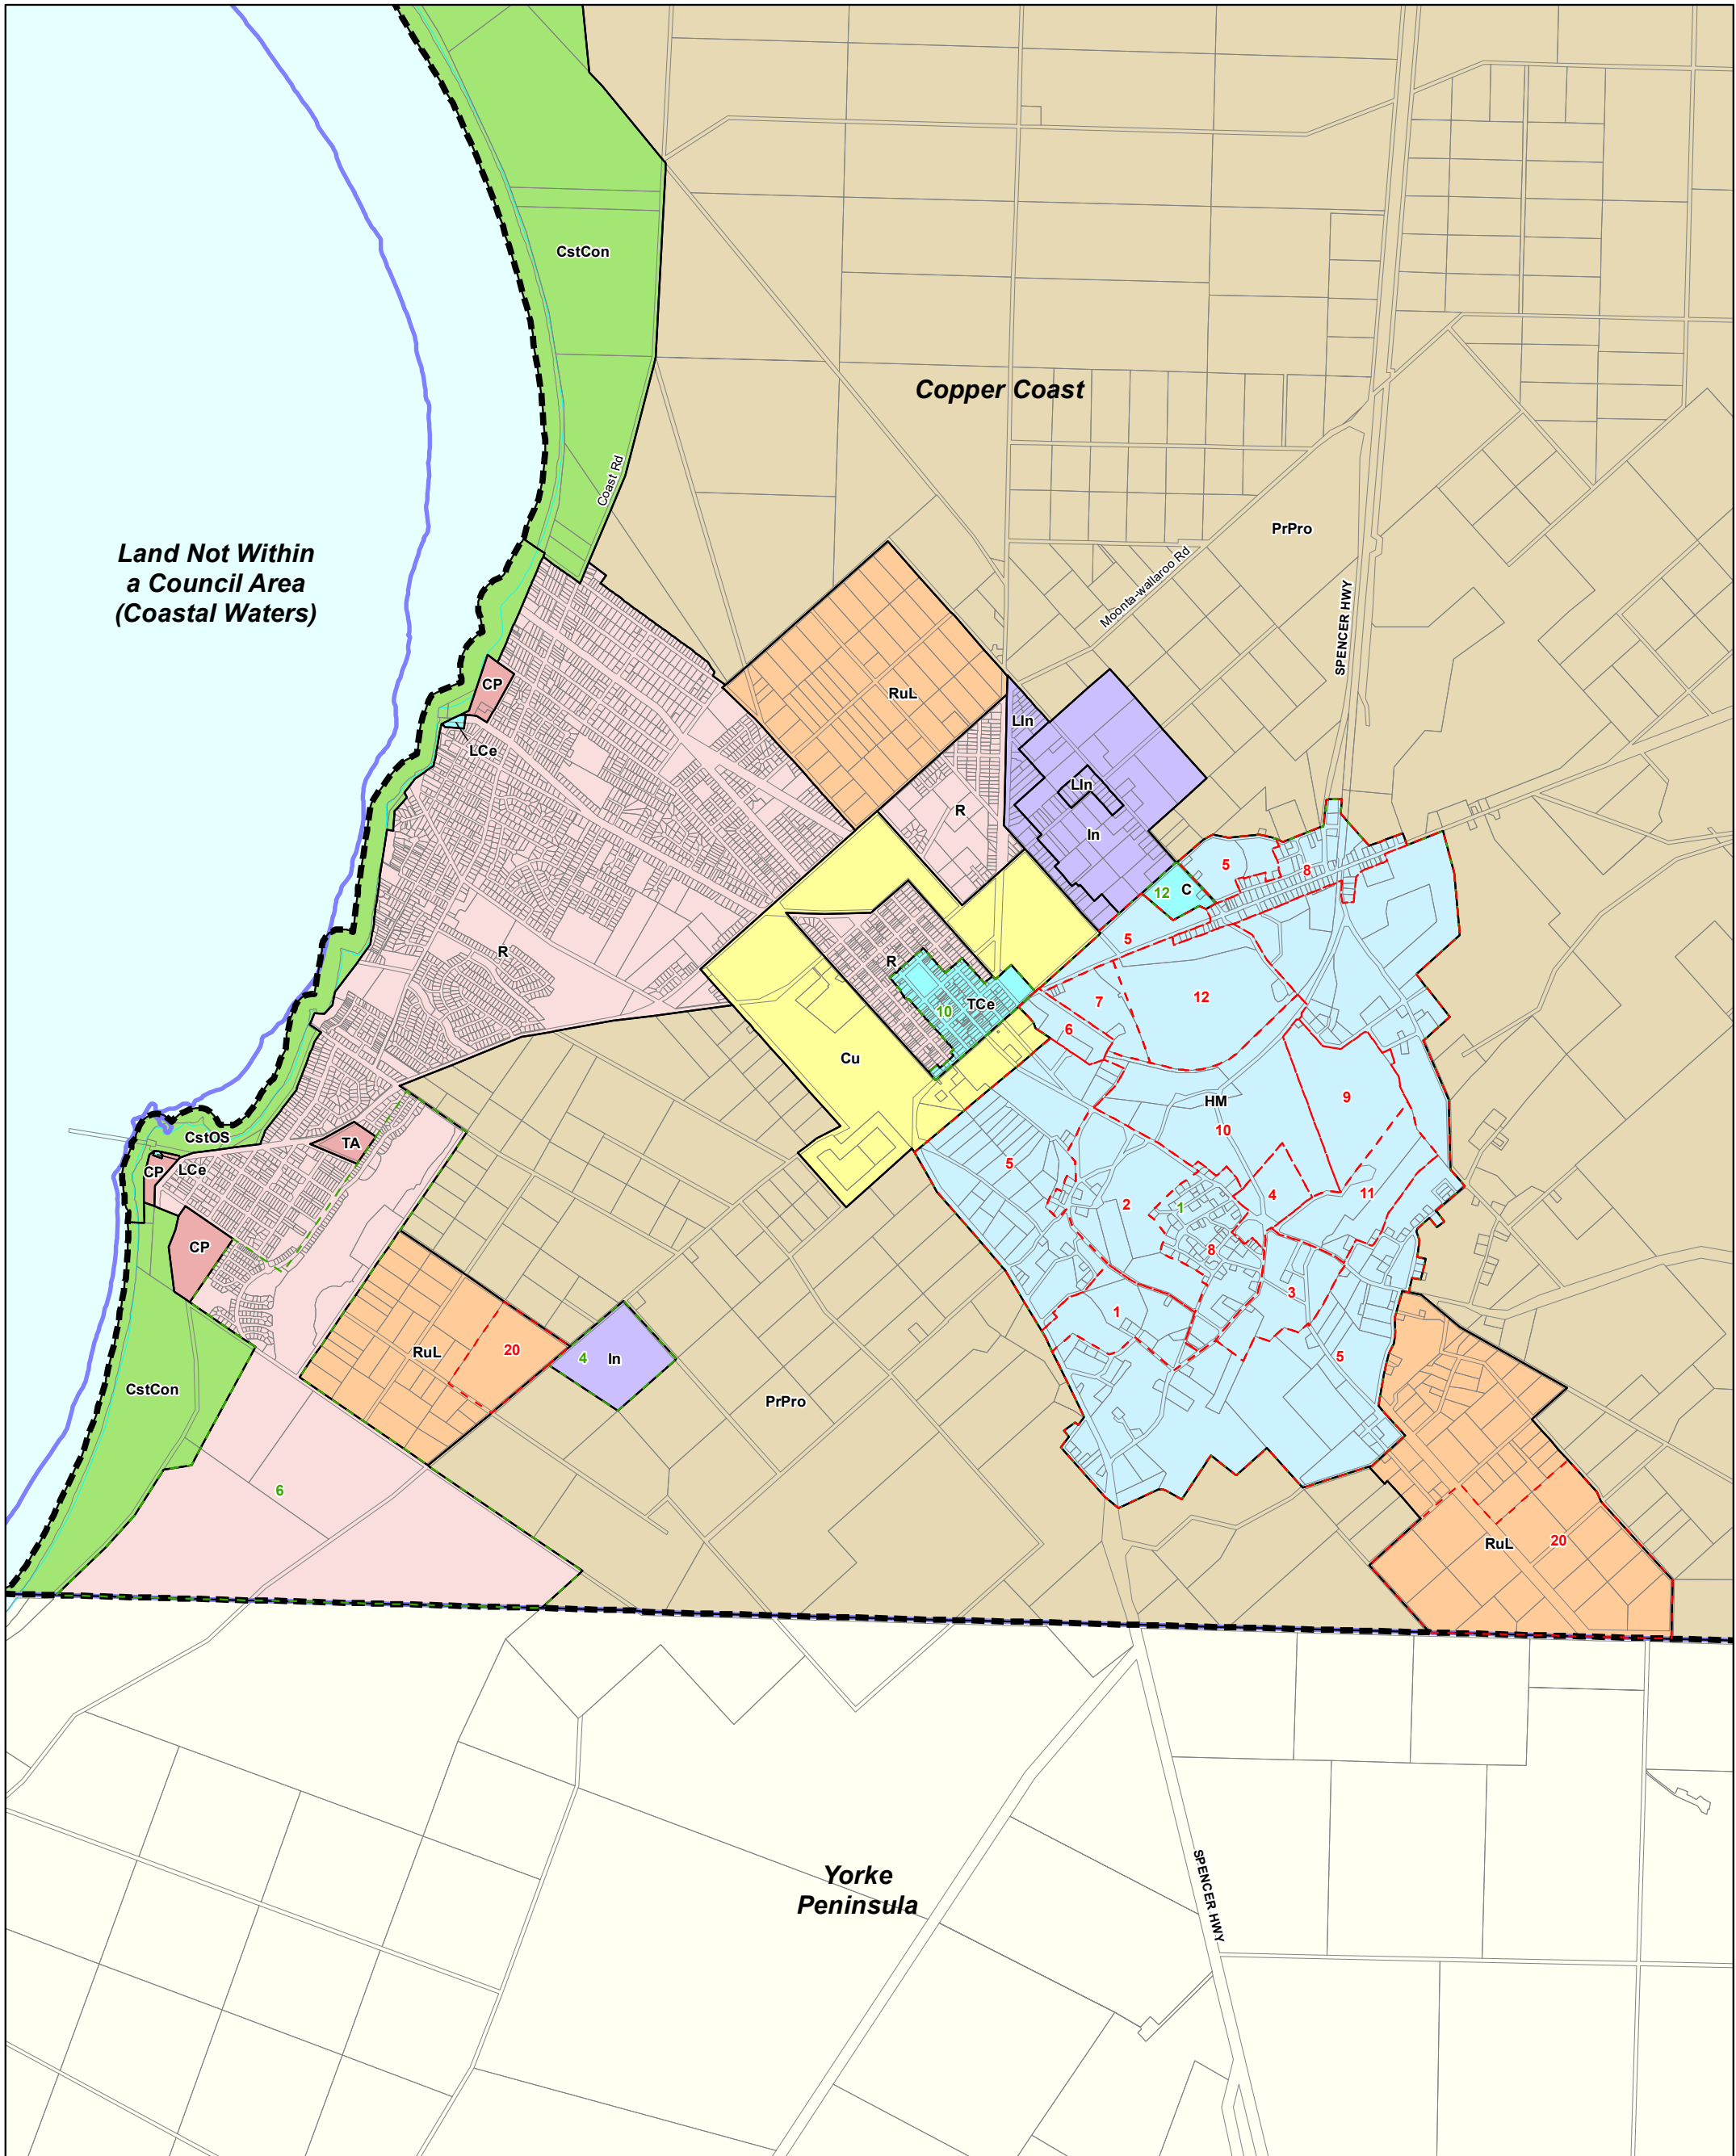 CstCon
Copper Coast
Coast Rd
PrPro
Land Not Within
a Council Area
(Coastal Waters)
Moonta-wallaroo Rd
SPENCER HWY
CP
RuL
LIn
LCe
LIn
R
In
5
8
12
C
5
R
R
12
7
TCe
10
6
Cu
HM
9
10
CstOS
TA
5
CP
LCe
4
11
2
1
CP
8
3
1
RuL
20
4
In
5
CstCon
PrPro
6
RuL
20
Yorke
Peninsula
SPENCER HWY